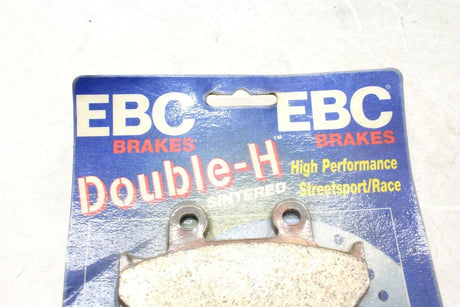 EBC
BRAKES
EBC
BRAKES
Double-H™
SINTERED
High Performance
Streetsport/Race